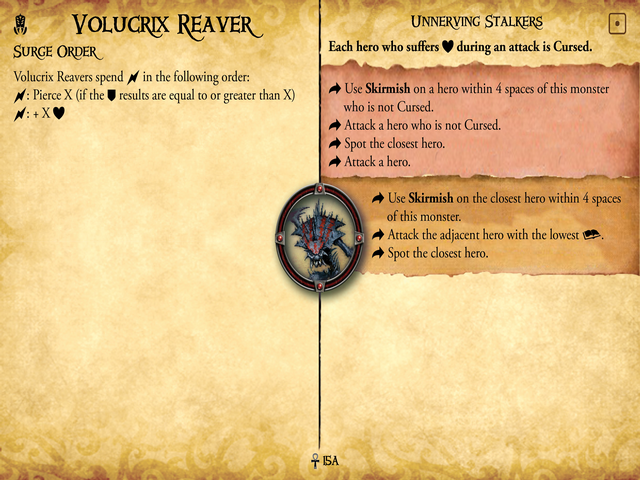 Volucrix Reaver
Surge Order
Volucrix Reavers spend in the following order:
: Pierce X (if the results are equal to or greater than X)
: + X
Unnerving Stalkers
Each hero who suffers during an attack is Cursed.
Use Skirmish on a hero within 4 spaces of this monster
who is not Cursed.
Attack a hero who is not Cursed.
Spot the closest hero.
Attack a hero.
Use Skirmish on the closest hero within 4 spaces
of this monster.
Attack the adjacent hero with the lowest .
Spot the closest hero.
15A